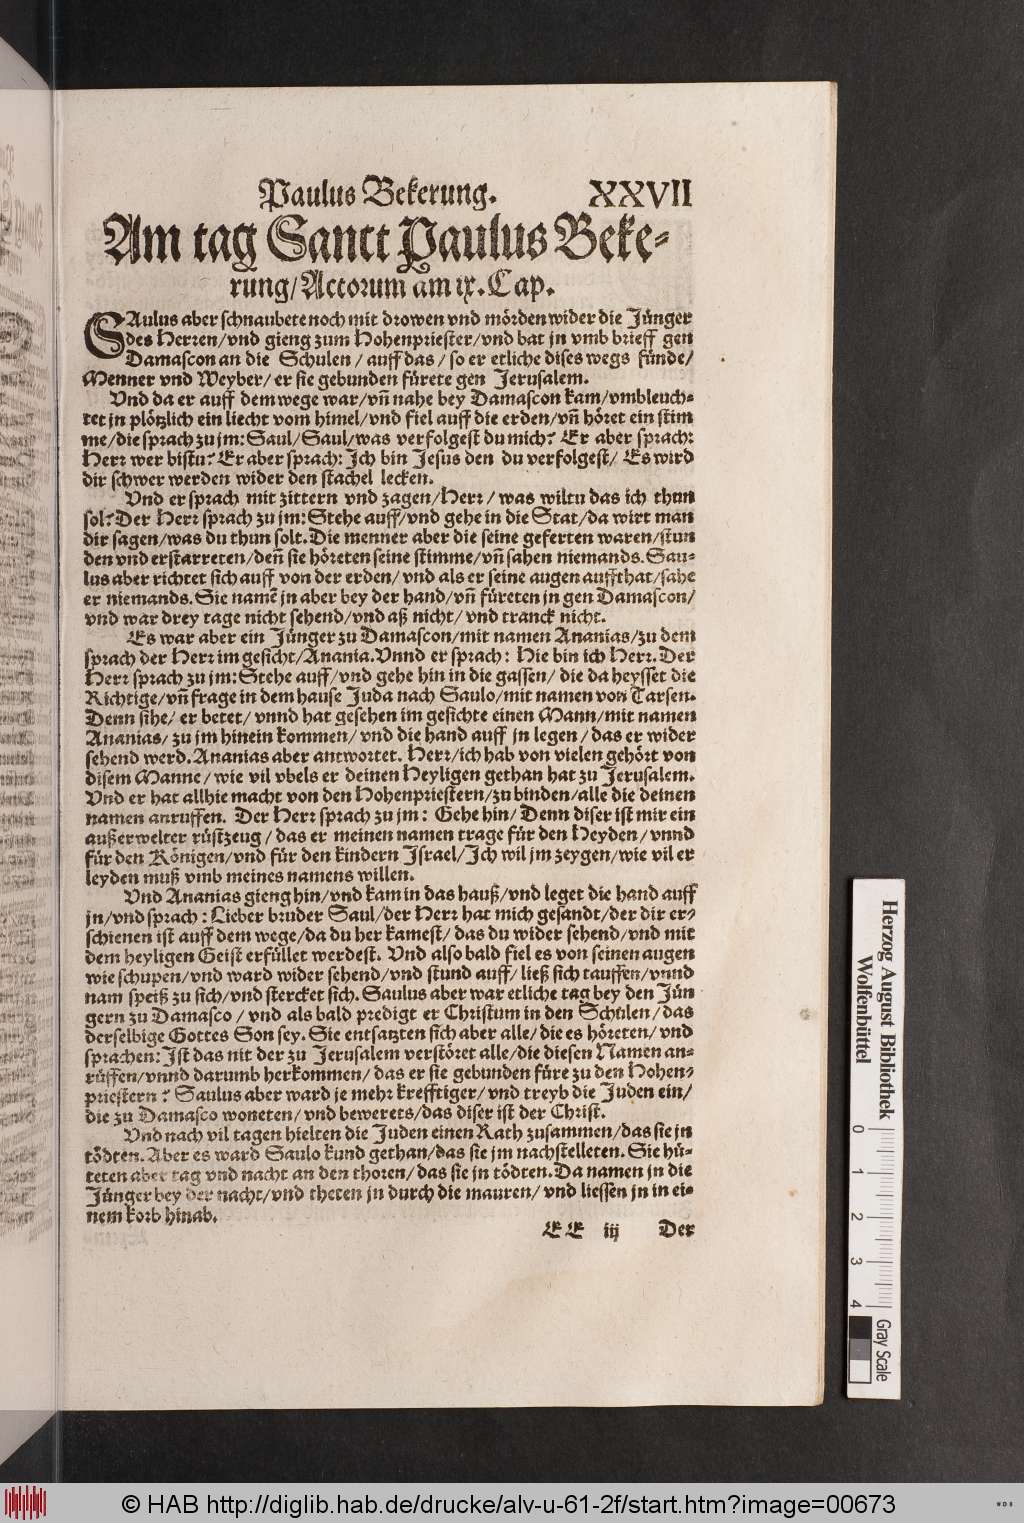 Paulus Bekerung. XXVII
Am tag Sanct Paulus Beke⸗
rung/Actorum am ix. Cap.
SAulus aber schnaubete noch mit drowen vnd mörden wider die Jünger
des Herren/vnd gieng zum Hohenpriester/vnd bat jn vmb brieff gen
Damascon an die Schulen/auff das/so er etliche dises wegs fünde/
Menner vnd Weyber/er sie gebunden fürete gen Jerusalem.
Vnd da er auff dem wege war/vñ nahe bey Damascon kam/vmbleuch⸗
tet jn plötzlich ein liecht vom himel/vnd fiel auff die erden/vñ höret ein stim
me/die sprach zu jm: Saul/Saul/was verfolgest du mich? Er aber sprach:
Herr wer bistu? Er aber sprach: Ich bin Jesus den du verfolgest/ Es wird
dir schwer werden wider den stachel lecken.
Vnd er sprach mit zittern vnd zagen/Herr/was wiltu das ich thun
sol? Der Herr sprach zu jm: Stehe auff/vnd gehe in die Stat/da wirt man
dir sagen/was du thun solt. Die menner aber die seine geferten waren/stun
den vnd erstarreten/deñ sie höreten seine stimme/vñ sahen niemands. Sau⸗
lus aber richtet sich auff von der erden/vnd als er seine augen auffthat/sahe
er niemands. Sie namẽ jn aber bey der hand/vñ füreten jn gen Damascon/
vnd war drey tage nicht sehend/vnd aß nicht/vnd tranck nicht.
Es war aber ein Jünger zu Damascon/mit namen Ananias/zu dem
sprach der Herr im gesicht/Anania. Vnnd er sprach: Hie bin ich Herr. Der
Herr sprach zu jm: Stehe auff/vnd gehe hin in die gassen/die da heysset die
Richtige/vñ frage in dem hause Juda nach Saulo/mit namen von Tarsen.
Denn sihe/er betet/vnnd hat gesehen im gesichte einen Mann/mit namen
Ananias/zu jm hinein kommen/vnd die hand auff jn legen/das er wider
sehend werd. Ananias aber antwortet. Herr/ich hab von vielen gehört von
disem Manne/wie vil vbels er deinen Heyligen gethan hat zu Jerusalem.
Vnd er hat allhie macht von den Hohenpriestern/zu binden/alle die deinen
namen anruffen. Der Herr sprach zu jm: Gehe hin/Denn diser ist mir ein
außerwelter rüstzeug/das er meinen namen trage für den Heyden/vnnd
für den Königen/vnd für den kindern Israel/Ich wil jm zeygen/wie vil er
leyden muß vmb meines namens willen.
Vnd Ananias gieng hin/vnd kam in das hauß/vnd leget die hand auff
jn/vnd sprach: Lieber bruder Saul/der Herr hat mich gesandt/der dir er⸗
schienen ist auff dem wege/da du her kamest/das du wider sehend/vnd mit
dem heyligen Geist erfüllet werdest. Vnd also bald fiel es von seinen augen
wie schupen/vnd ward wider sehend/vnd stund auff/ließ sich tauffen/vnnd
nam speiß zu sich/vnd stercket sich. Saulus aber war etliche tag bey den Jün
gern zu Damasco/vnd als bald predigt er Christum in den Schulen/das
derselbige Gottes Son sey. Sie entsatzten sich aber alle/die es höreten/vnd
sprachen: Ist das nit der zu Jerusalem verstöret alle/die diesen Namen an⸗
rüffen/vnnd darumb herkommen/das er sie gebunden füre zu den Hohen⸗
priestern? Saulus aber ward je mehr krefftiger/vnd treyb die Juden ein/
die zu Damasco woneten/vnd bewerets/das diser ist der Christ.
Vnd nach vil tagen hielten die Juden einen Rath zusammen/das sie jn
tödten. Aber es ward Saulo kund gethan/das sie jm nachstelleten. Sie hü⸗
teten aber tag vnd nacht an den thoren/das sie jn tödten. Da namen jn die
Jünger bey der nacht/vnd theten jn durch die mauren/vnd liessen jn in ei⸗
nem korb hinab.
EE iij Der
Herzog August Bibliothek
Wolfenbüttel
0 1 2 3 4
Gray Scale
© HAB http://diglib.hab.de/drucke/alv-u-61-2f/start.htm?image=00673
WDB